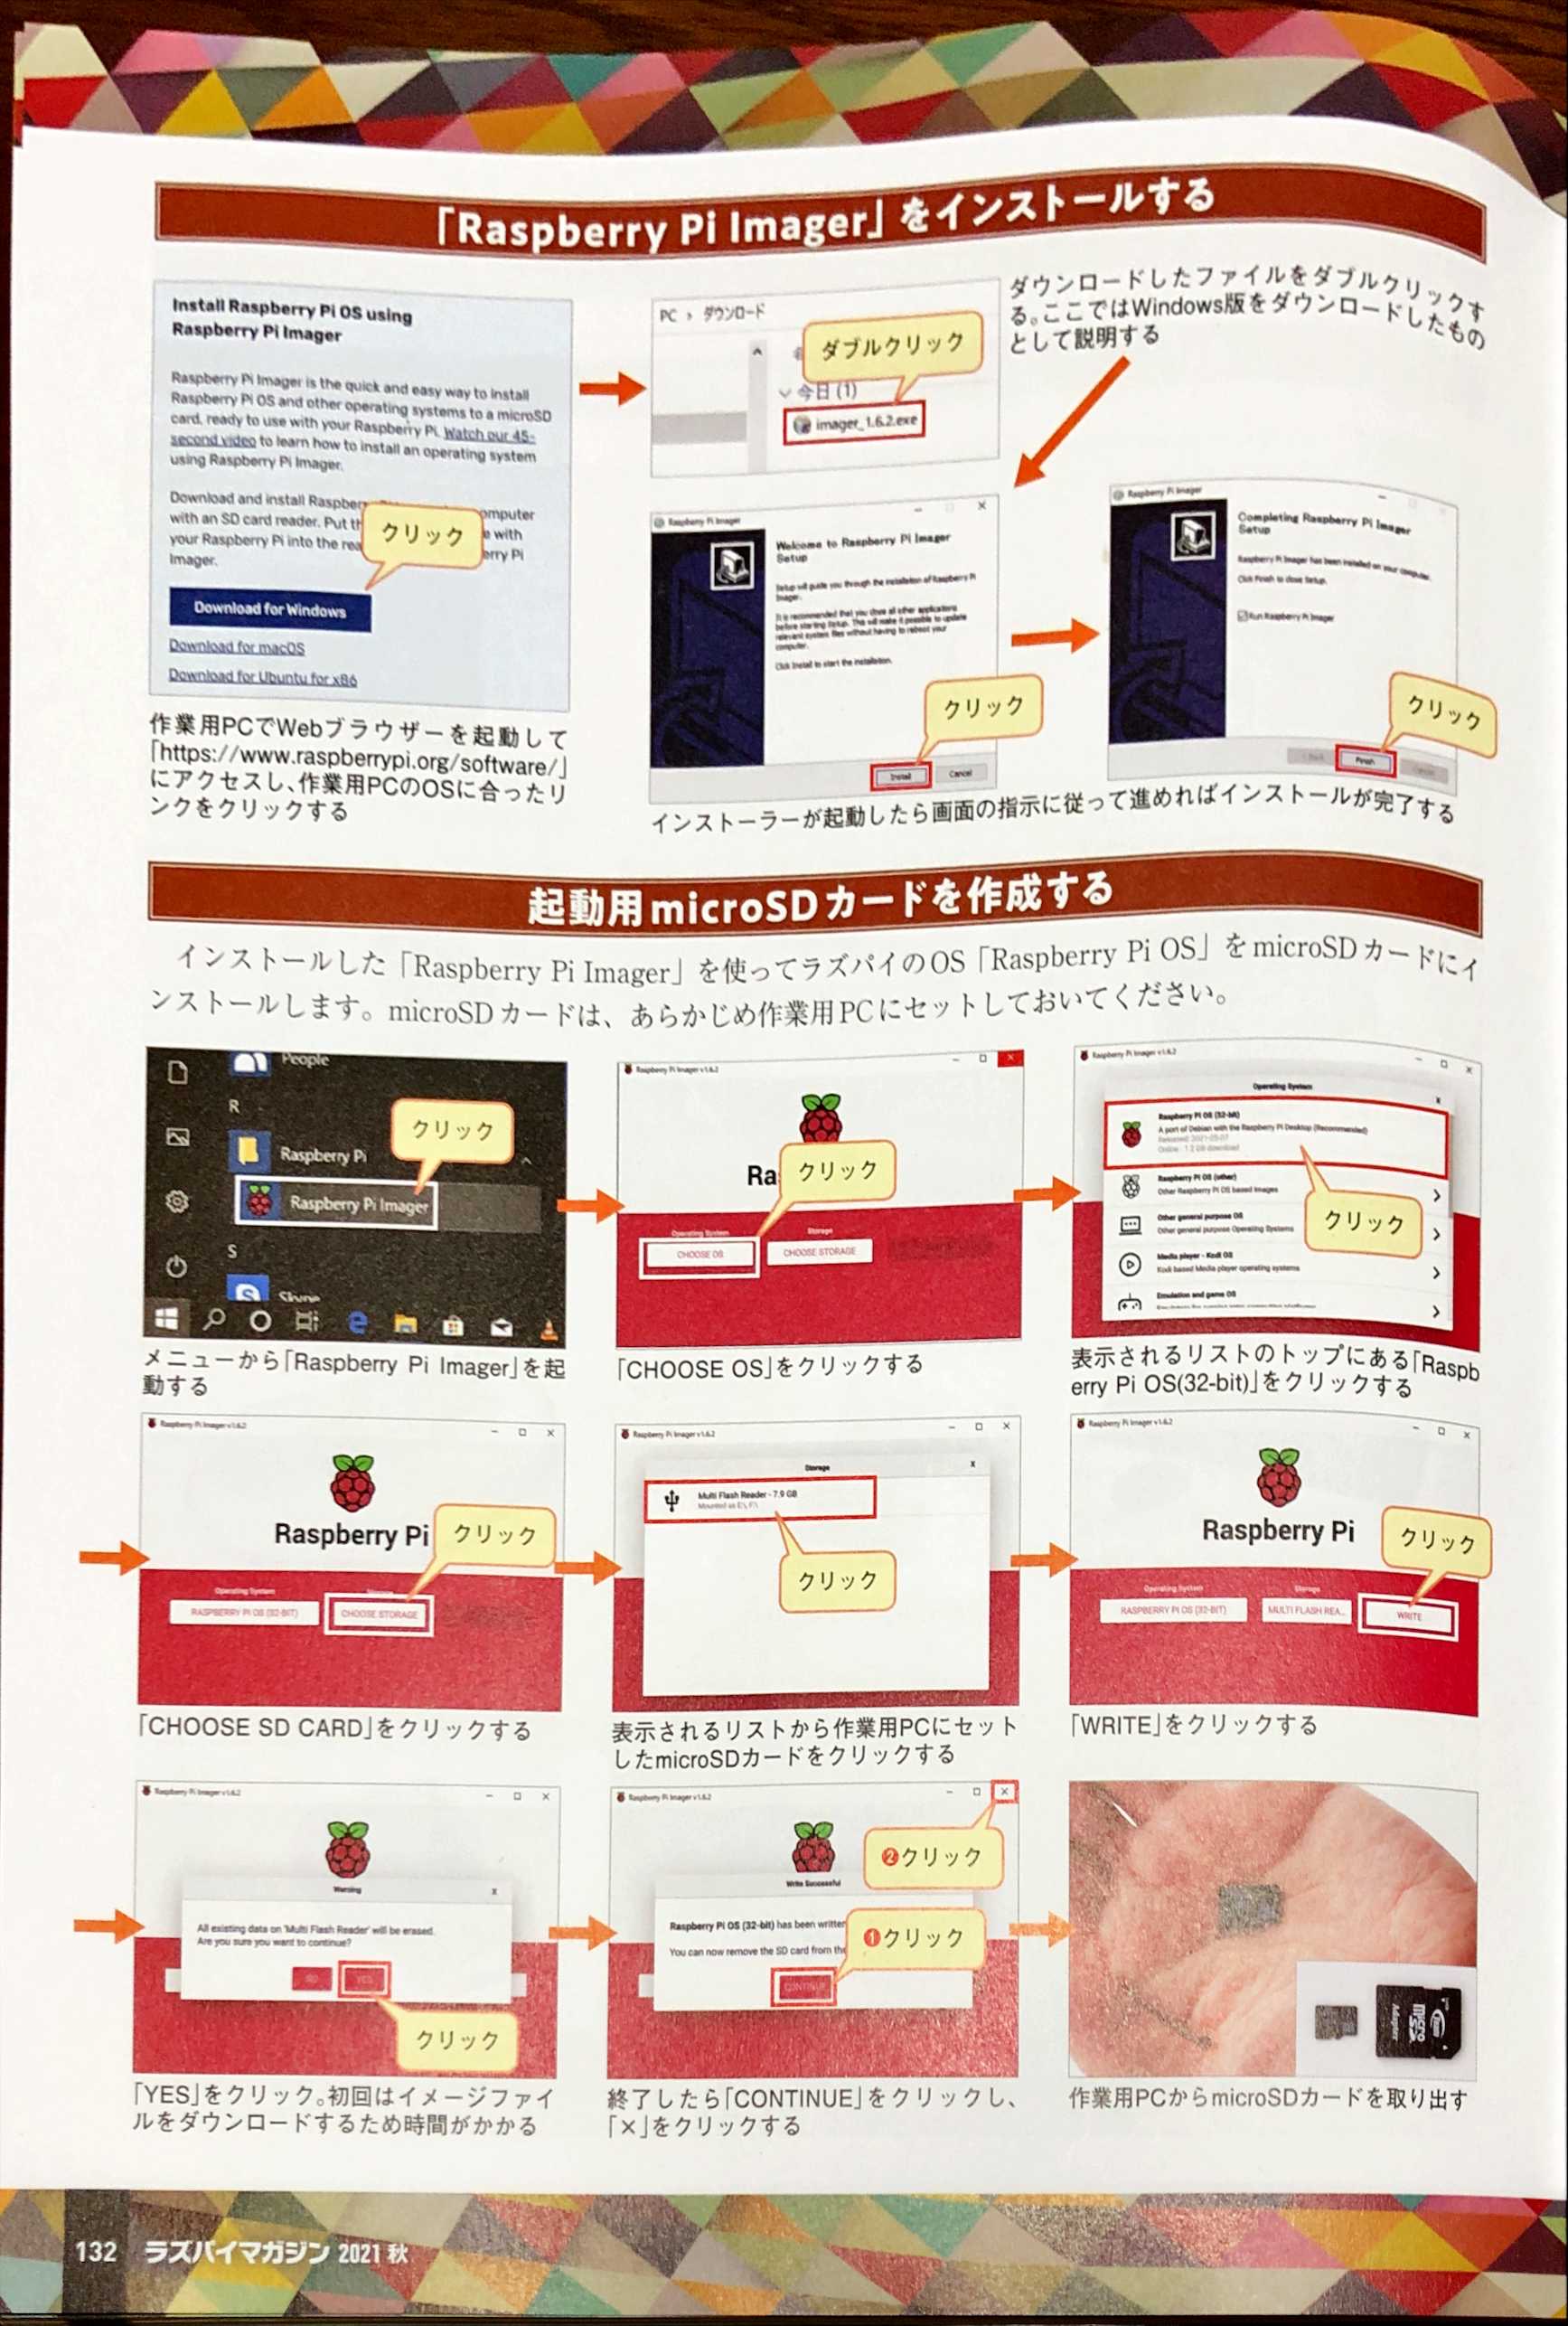 「Raspberry Pi Imager」をインストールする
Install Raspberry Pi OS using
Raspberry Pi Imager
Raspberry Pi Imager is the quick and easy way to install
Raspberry Pi OS and other operating systems to a microSD
card, ready to use with your Raspberry Pi. Watch our 45-
second video to learn how to install an operating system
using Raspberry Pi Imager.
Download and install Raspber
omputer
with an SD card reader. Put th
e with
your Raspberry Pi into the rea
erry Pi
Imager.
クリック
Download for Windows
Download for macOS
Download for Ubuntu for x86
作業用PCでWebブラウザーを起動して
「https://www.raspberrypi.org/software/」
にアクセスし、作業用PCのOSに合ったリ
ンクをクリックする
PC › ダウンロード
ダブルクリック
今日 (1)
imager_1.6.2.exe
ダウンロードしたファイルをダブルクリックす
る。ここではWindows版をダウンロードしたもの
として説明する
Raspberry Pi Imager
Welcome to Raspberry Pi Imager
Setup
Setup will guide you through the installation of Raspberry Pi
Imager.
It is recommended that you close all other applications
before starting Setup. This will make it possible to update
relevant system files without having to reboot your
computer.
Click Install to start the installation.
クリック
Install
Cancel
Raspberry Pi Imager
Completing Raspberry Pi Imager
Setup
Raspberry Pi Imager has been installed on your computer.
Click Finish to close Setup.
Run Raspberry Pi Imager
クリック
Finish
インストーラーが起動したら画面の指示に従って進めればインストールが完了する
起動用microSDカードを作成する
インストールした「Raspberry Pi Imager」を使ってラズパイのOS「Raspberry Pi OS」をmicroSDカードにイ
ンストールします。microSDカードは、あらかじめ作業用PCにセットしておいてください。
People
R
クリック
Raspberry Pi
Raspberry Pi Imager
S
Skype
メニューから「Raspberry Pi Imager」を起
動する
Raspberry Pi Imager v1.6.2
Ra
クリック
Operating System
Storage
CHOOSE OS
CHOOSE STORAGE
「CHOOSE OS」をクリックする
Raspberry Pi Imager v1.6.2
Operating System
x
Raspberry Pi OS (32-bit)
A port of Debian with the Raspberry Pi Desktop (Recommended)
Released: 2021-05-07
Online - 1.2 GB download
Raspberry Pi OS (other)
Other Raspberry Pi OS based images
クリック
Other general purpose OS
Other general purpose Operating Systems
Media player - Kodi OS
Kodi based Media player operating systems
Emulation and game OS
表示されるリストのトップにある「Raspb
erry Pi OS(32-bit)」をクリックする
Raspberry Pi Imager v1.6.2
Raspberry Pi
クリック
Operating System
RASPBERRY PI OS (32-BIT)
CHOOSE STORAGE
「CHOOSE SD CARD」をクリックする
Raspberry Pi Imager v1.6.2
Storage
x
Multi Flash Reader - 7.9 GB
Mounted as E:\, F:\
クリック
表示されるリストから作業用PCにセット
したmicroSDカードをクリックする
Raspberry Pi Imager v1.6.2
Raspberry Pi
クリック
Operating System
Storage
RASPBERRY PI OS (32-BIT)
MULTI FLASH REA...
WRITE
「WRITE」をクリックする
Raspberry Pi Imager v1.6.2
Warning
x
All existing data on 'Multi Flash Reader' will be erased.
Are you sure you want to continue?
NO
YES
クリック
「YES」をクリック。初回はイメージファイ
ルをダウンロードするため時間がかかる
Raspberry Pi Imager v1.6.2
❷クリック
Write Successful
Raspberry Pi OS (32-bit) has been written
You can now remove the SD card from the
❶クリック
CONTINUE
終了したら「CONTINUE」をクリックし、
「×」をクリックする
micro SD
Adapter
作業用PCからmicroSDカードを取り出す
132 ラズパイマガジン 2021 秋